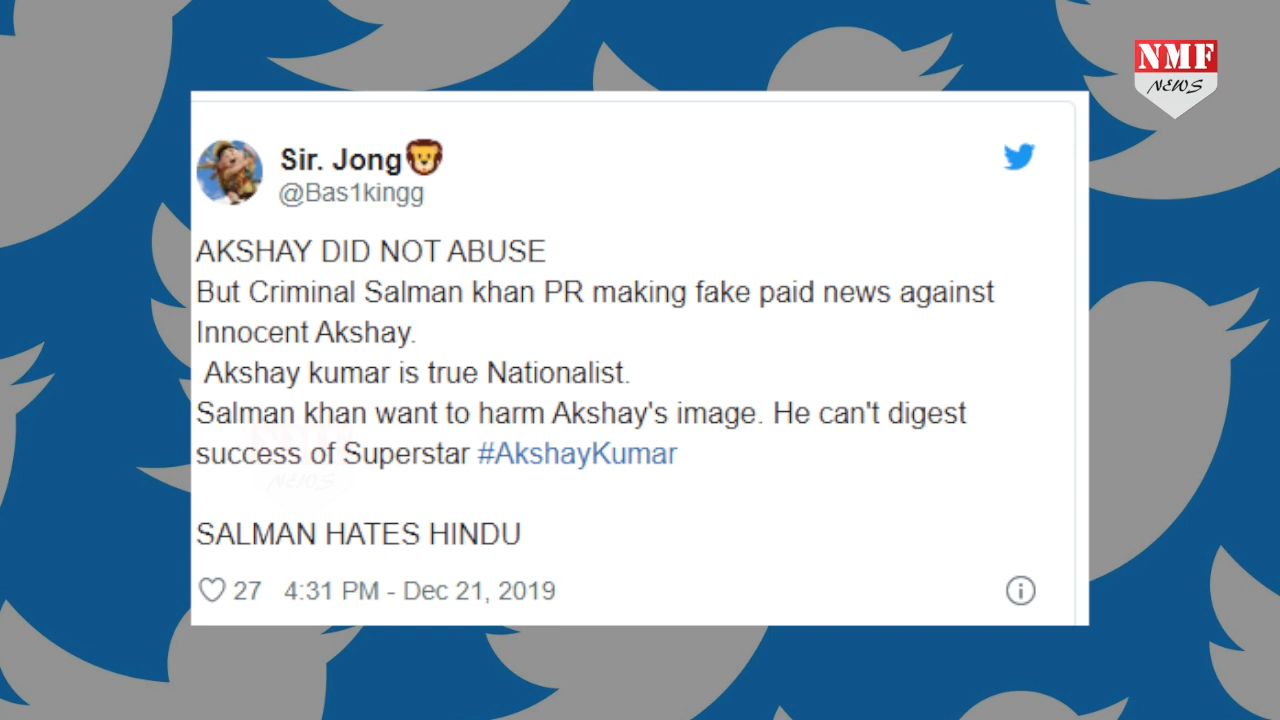 NMF
NEWS
Sir. Jong🦁
@Bas1kingg
AKSHAY DID NOT ABUSE
But Criminal Salman khan PR making fake paid news against
Innocent Akshay.
Akshay kumar is true Nationalist.
Salman khan want to harm Akshay's image. He can't digest
success of Superstar #AkshayKumar
NMF
NEWS
SALMAN HATES HINDU
27 4:31 PM - Dec 21, 2019